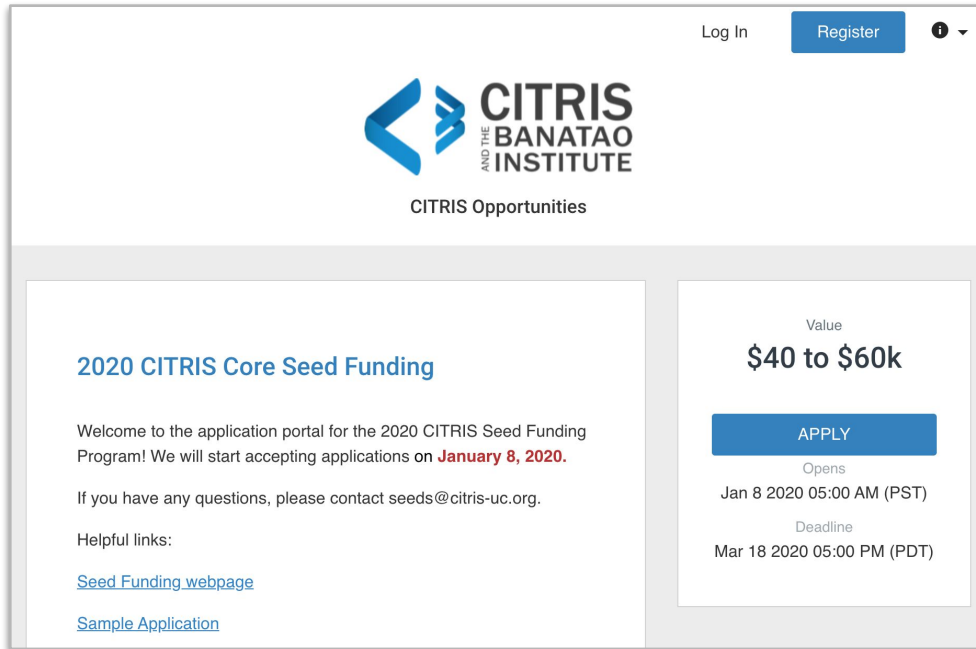 Log In
Register
CITRIS
AND THE
BANATAO
INSTITUTE
CITRIS Opportunities
2020 CITRIS Core Seed Funding
Welcome to the application portal for the 2020 CITRIS Seed Funding
Program! We will start accepting applications on January 8, 2020.
If you have any questions, please contact seeds@citris-uc.org.
Helpful links:
Seed Funding webpage
Sample Application
Value
$40 to $60k
APPLY
Opens
Jan 8 2020 05:00 AM (PST)
Deadline
Mar 18 2020 05:00 PM (PDT)